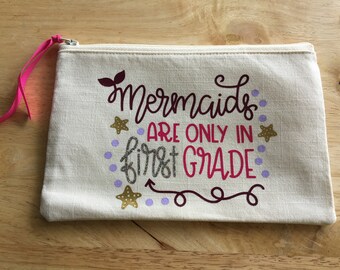 Mermaids
ARE ONLY IN
first GRADE